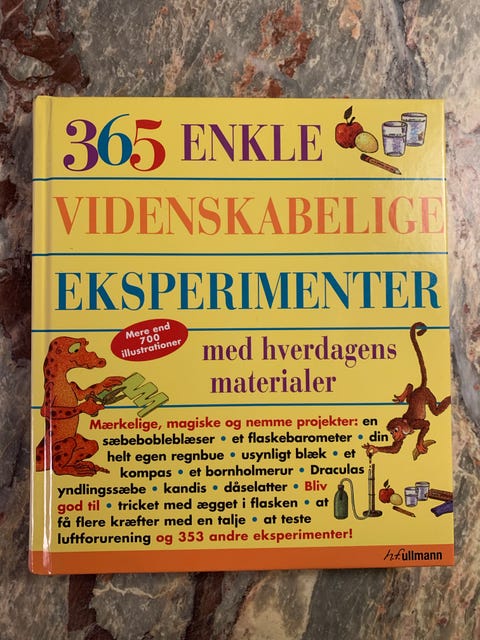 365 ENKLE
VIDENSKABELIGE
EKSPERIMENTER
Mere end
700
illustrationer
med hverdagens
materialer
Mærkelige, magiske og nemme projekter: en
sæbebobleblæser • et flaskebarometer • din
helt egen regnbue • usynligt blæk • et
kompas • et bornholmerur • Draculas
yndlingssæbe • kandis • dåselatter • Bliv
god til • tricket med ægget i flasken • at
få flere kræfter med en talje • at teste
luftforurening og 353 andre eksperimenter!
h.f.ullmann